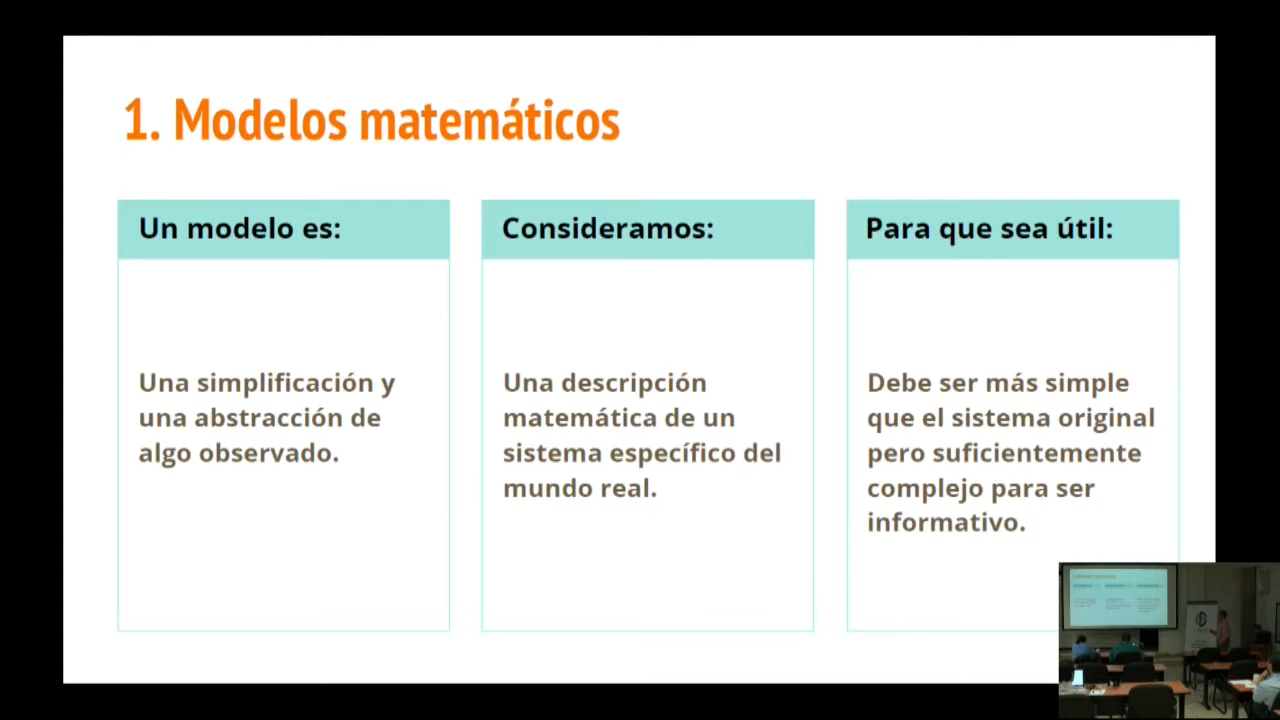 1. Modelos matemáticos
Un modelo es:
Una simplificación y
una abstracción de
algo observado.
Consideramos:
Una descripción
matemática de un
sistema específico del
mundo real.
Para que sea útil:
Debe ser más simple
que el sistema original
pero suficientemente
complejo para ser
informativo.